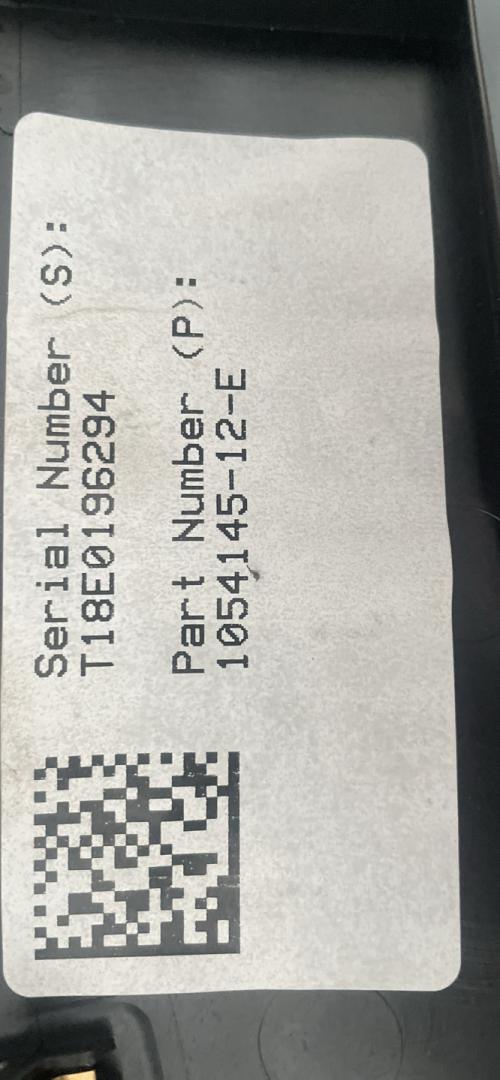 Serial Number (S):
T18E0196294
Part Number (P):
1054145-12-E